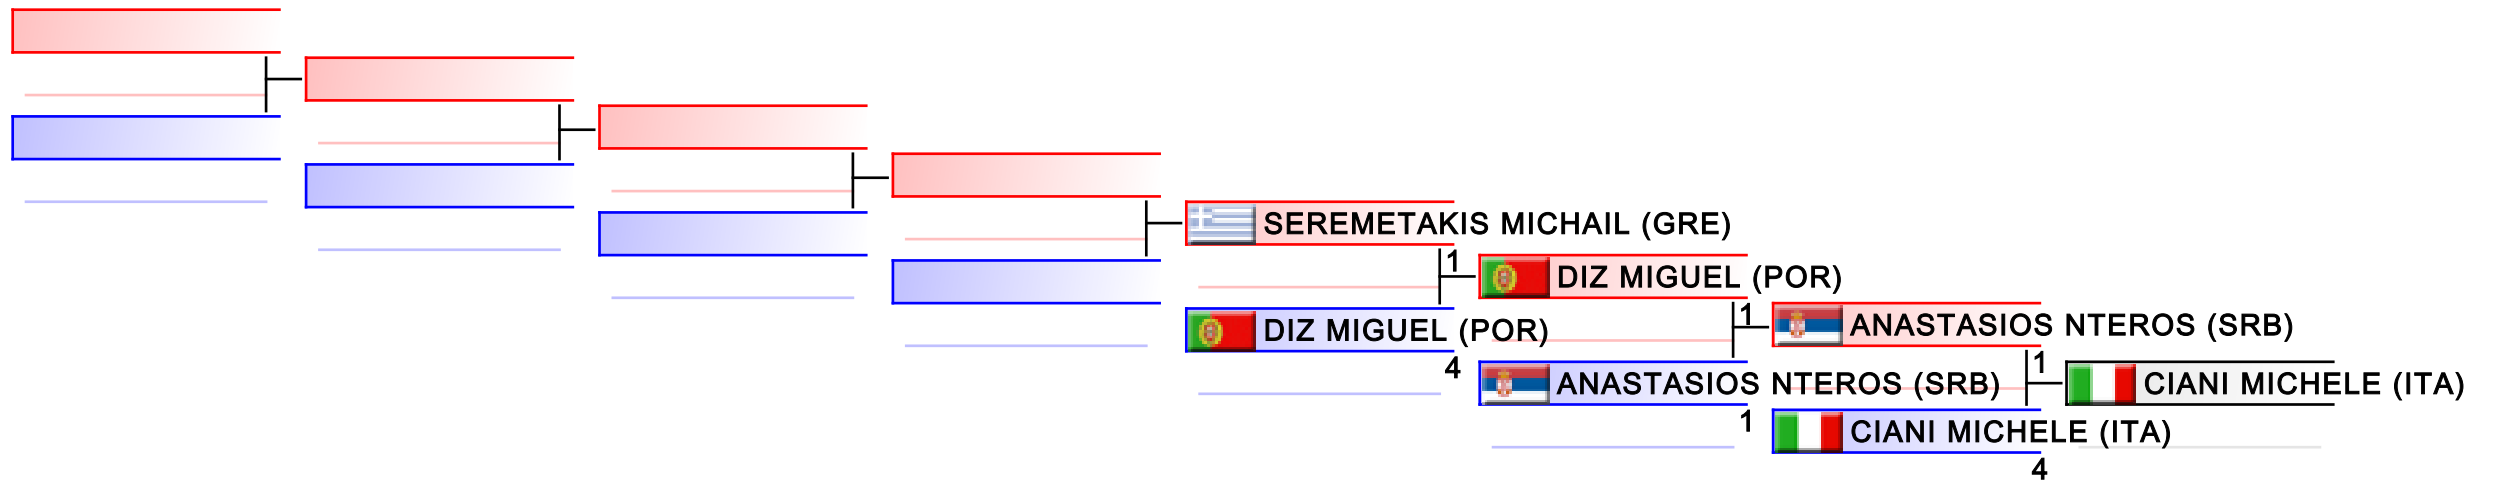 SEREMETAKIS MICHAIL (GRE)
1
DIZ MIGUEL (POR)
DIZ MIGUEL (POR)
4
1
ANASTASIOS NTEROS (SRB)
ANASTASIOS NTEROS (SRB)
1
1
CIANI MICHELE (ITA)
CIANI MICHELE (ITA)
4